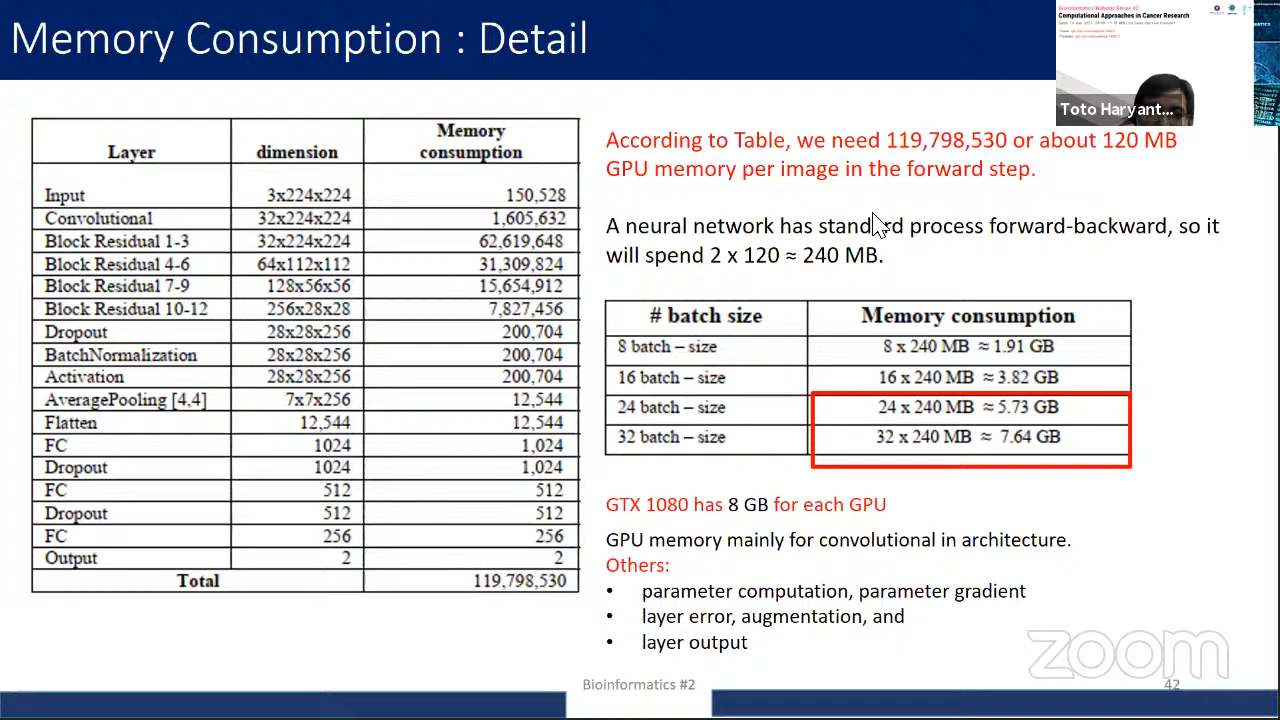 Memory Consumption : Detail
Bioinformatics Webinar Series #2
Computational Approaches in Cancer Research
Toto Haryant...
Layer dimension Memory consumption
Input 3x224x224 150,528
Convolutional 32x224x224 1,605,632
Block Residual 1-3 32x224x224 62,619,648
Block Residual 4-6 64x112x112 31,309,824
Block Residual 7-9 128x56x56 15,654,912
Block Residual 10-12 256x28x28 7,827,456
Dropout 28x28x256 200,704
BatchNormalization 28x28x256 200,704
Activation 28x28x256 200,704
AveragePooling [4,4] 7x7x256 12,544
Flatten 12,544 12,544
FC 1024 1,024
Dropout 1024 1,024
FC 512 512
Dropout 512 512
FC 256 256
Output 2 2
Total 119,798,530
According to Table, we need 119,798,530 or about 120 MB
GPU memory per image in the forward step.
A neural network has standard process forward-backward, so it
will spend 2 x 120 ≈ 240 MB.
# batch size Memory consumption
8 batch – size 8 x 240 MB ≈ 1.91 GB
16 batch – size 16 x 240 MB ≈ 3.82 GB
24 batch – size 24 x 240 MB ≈ 5.73 GB
32 batch – size 32 x 240 MB ≈ 7.64 GB
GTX 1080 has 8 GB for each GPU
GPU memory mainly for convolutional in architecture.
Others:
• parameter computation, parameter gradient
• layer error, augmentation, and
• layer output
zoom
Bioinformatics #2
42